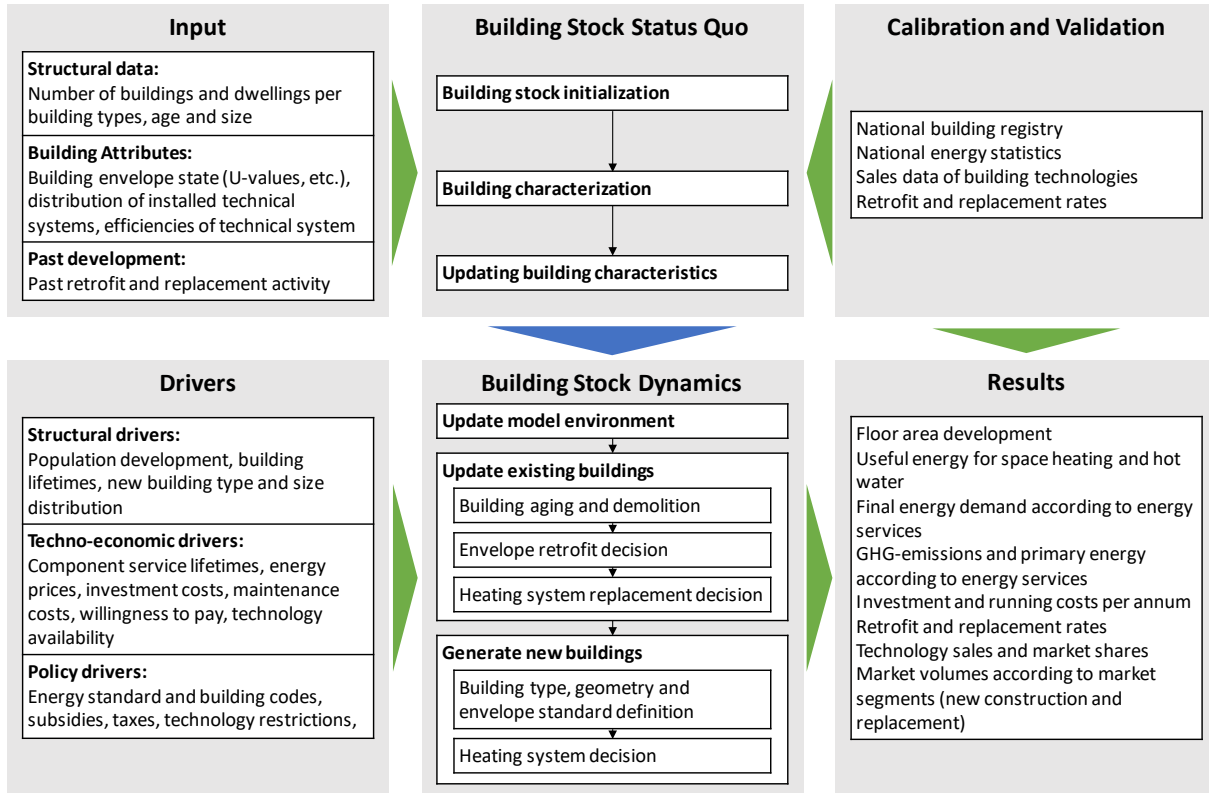 Input
Structural data:
Number of buildings and dwellings per
building types, age and size
Building Attributes:
Building envelope state (U-values, etc.),
distribution of installed technical
systems, efficiencies of technical system
Past development:
Past retrofit and replacement activity
Building Stock Status Quo
Building stock initialization
Building characterization
Updating building characteristics
Calibration and Validation
National building registry
National energy statistics
Sales data of building technologies
Retrofit and replacement rates
Drivers
Structural drivers:
Population development, building
lifetimes, new building type and size
distribution
Techno-economic drivers:
Component service lifetimes, energy
prices, investment costs, maintenance
costs, willingness to pay, technology
availability
Policy drivers:
Energy standard and building codes,
subsidies, taxes, technology restrictions,
Building Stock Dynamics
Update model environment
Update existing buildings
Building aging and demolition
Envelope retrofit decision
Heating system replacement decision
Generate new buildings
Building type, geometry and
envelope standard definition
Heating system decision
Results
Floor area development
Useful energy for space heating and hot
water
Final energy demand according to energy
services
GHG-emissions and primary energy
according to energy services
Investment and running costs per annum
Retrofit and replacement rates
Technology sales and market shares
Market volumes according to market
segments (new construction and
replacement)